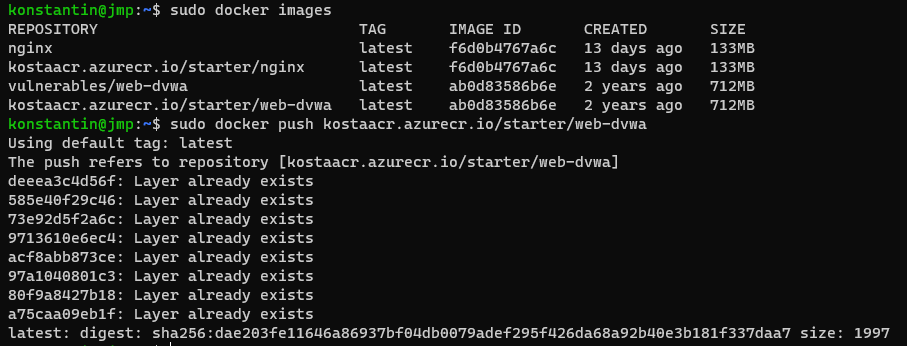 konstantin@jmp:~$ sudo docker images
REPOSITORY TAG IMAGE ID CREATED SIZE
nginx latest f6d0b4767a6c 13 days ago 133MB
kostaacr.azurecr.io/starter/nginx latest f6d0b4767a6c 13 days ago 133MB
vulnerables/web-dvwa latest ab0d83586b6e 2 years ago 712MB
kostaacr.azurecr.io/starter/web-dvwa latest ab0d83586b6e 2 years ago 712MB
konstantin@jmp:~$ sudo docker push kostaacr.azurecr.io/starter/web-dvwa
Using default tag: latest
The push refers to repository [kostaacr.azurecr.io/starter/web-dvwa]
deeea3c4d56f: Layer already exists
585e40f29c46: Layer already exists
73e92d5f2a6c: Layer already exists
9713610e6ec4: Layer already exists
acf8abb873ce: Layer already exists
97a1040801c3: Layer already exists
80f9a8427b18: Layer already exists
a75caa09eb1f: Layer already exists
latest: digest: sha256:dae203fe11646a86937bf04db0079adef295f426da68a92b40e3b181f337daa7 size: 1997